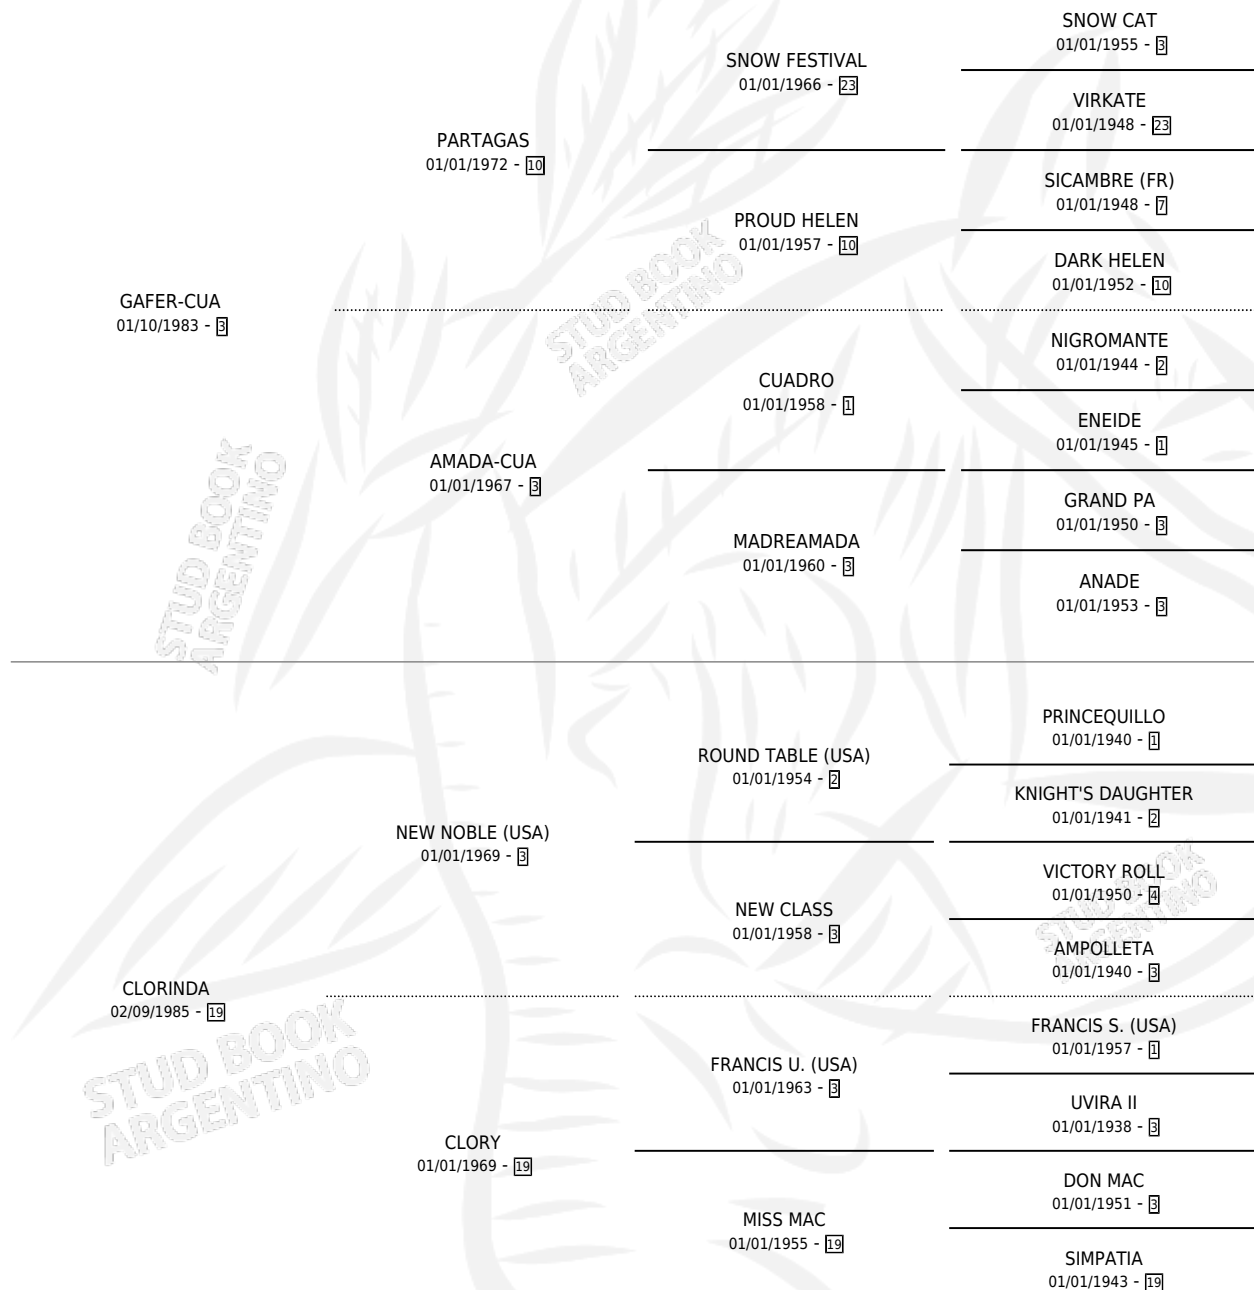 SNOW CAT
01/01/1955 - 3
SNOW FESTIVAL
01/01/1966 - 23
VIRKATE
01/01/1948 - 23
PARTAGAS
01/01/1972 - 10
SICAMBRE (FR)
01/01/1948 - 7
PROUD HELEN
01/01/1957 - 10
DARK HELEN
01/01/1952 - 10
GAFER-CUA
01/10/1983 - 3
NIGROMANTE
01/01/1944 - 2
CUADRO
01/01/1958 - 1
ENEIDE
01/01/1945 - 1
AMADA-CUA
01/01/1967 - 3
GRAND PA
01/01/1950 - 3
MADREAMADA
01/01/1960 - 3
ANADE
01/01/1953 - 3
PRINCEQUILLO
01/01/1940 - 1
ROUND TABLE (USA)
01/01/1954 - 2
KNIGHT'S DAUGHTER
01/01/1941 - 2
NEW NOBLE (USA)
01/01/1969 - 3
VICTORY ROLL
01/01/1950 - 4
NEW CLASS
01/01/1958 - 3
AMPOLLETA
01/01/1940 - 3
CLORINDA
02/09/1985 - 19
FRANCIS S. (USA)
01/01/1957 - 1
FRANCIS U. (USA)
01/01/1963 - 3
UVIRA II
01/01/1938 - 3
CLORY
01/01/1969 - 19
DON MAC
01/01/1951 - 3
MISS MAC
01/01/1955 - 19
SIMPATIA
01/01/1943 - 19
STUD BOOK
ARGENTINO
STUD BOOK
ARGENTINO
STUD BOOK
ARGENTINO
STUD BOOK
ARGENTINO